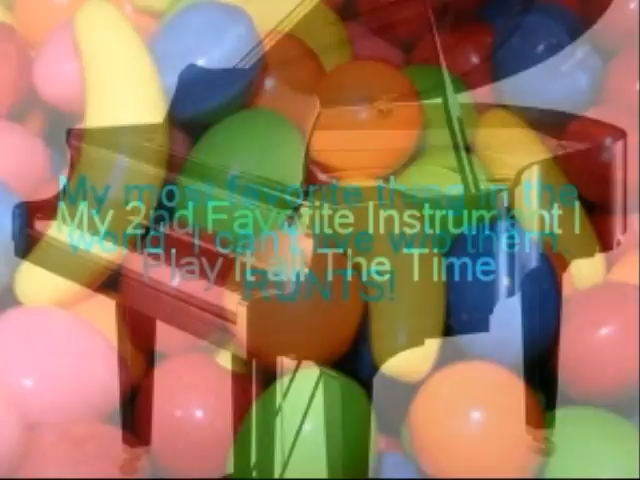 My most favorite thing in the
world, I can't live w/o them.
RUNTS!
My 2nd Favorite Instrument I
Play It all The Time